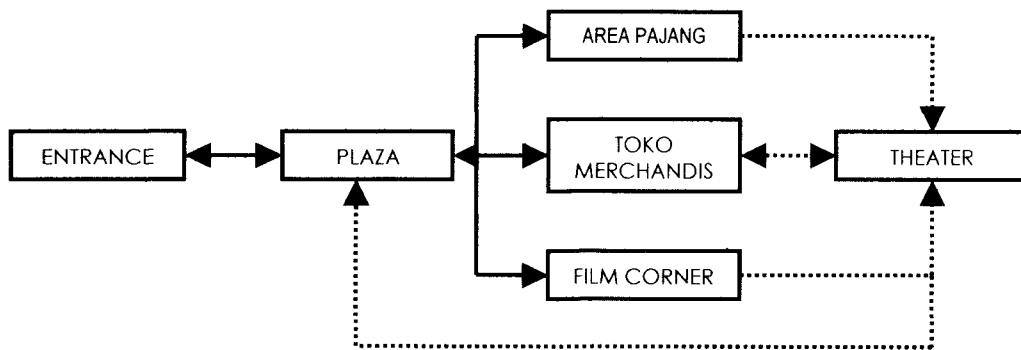 AREA PAJANG
ENTRANCE
PLAZA
TOKO
MERCHANDIS
THEATER
FILM CORNER